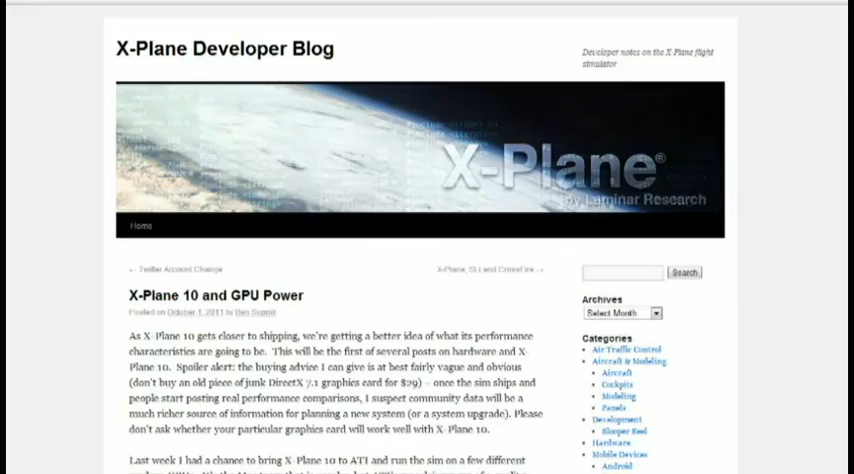 X-Plane Developer Blog
Developer notes on the X-Plane flight
simulator
X-Plane®
by Laminar Research
Home
← Twitter Account Change
X-Plane, SLI and CrossFire →
Search
X-Plane 10 and GPU Power
Posted on October 1, 2011 by Ben Supnik
As X-Plane 10 gets closer to shipping, we're getting a better idea of what its performance
characteristics are going to be. This will be the first of several posts on hardware and X-
Plane 10. Spoiler alert: the buying advice I can give is at best fairly vague and obvious
(don't buy an old piece of junk DirectX 7.1 graphics card for $29) – once the sim ships and
people start posting real performance comparisons, I suspect community data will be a
much richer source of information for planning a new system (or a system upgrade). Please
don't ask whether your particular graphics card will work well with X-Plane 10.
Last week I had a chance to bring X-Plane 10 to ATI and run the sim on a few different
Archives
Select Month
Categories
Air Traffic Control
Aircraft & Modeling
Aircraft
Cockpits
Modeling
Panels
Development
Blooper Reel
Hardware
Mobile Devices
Android